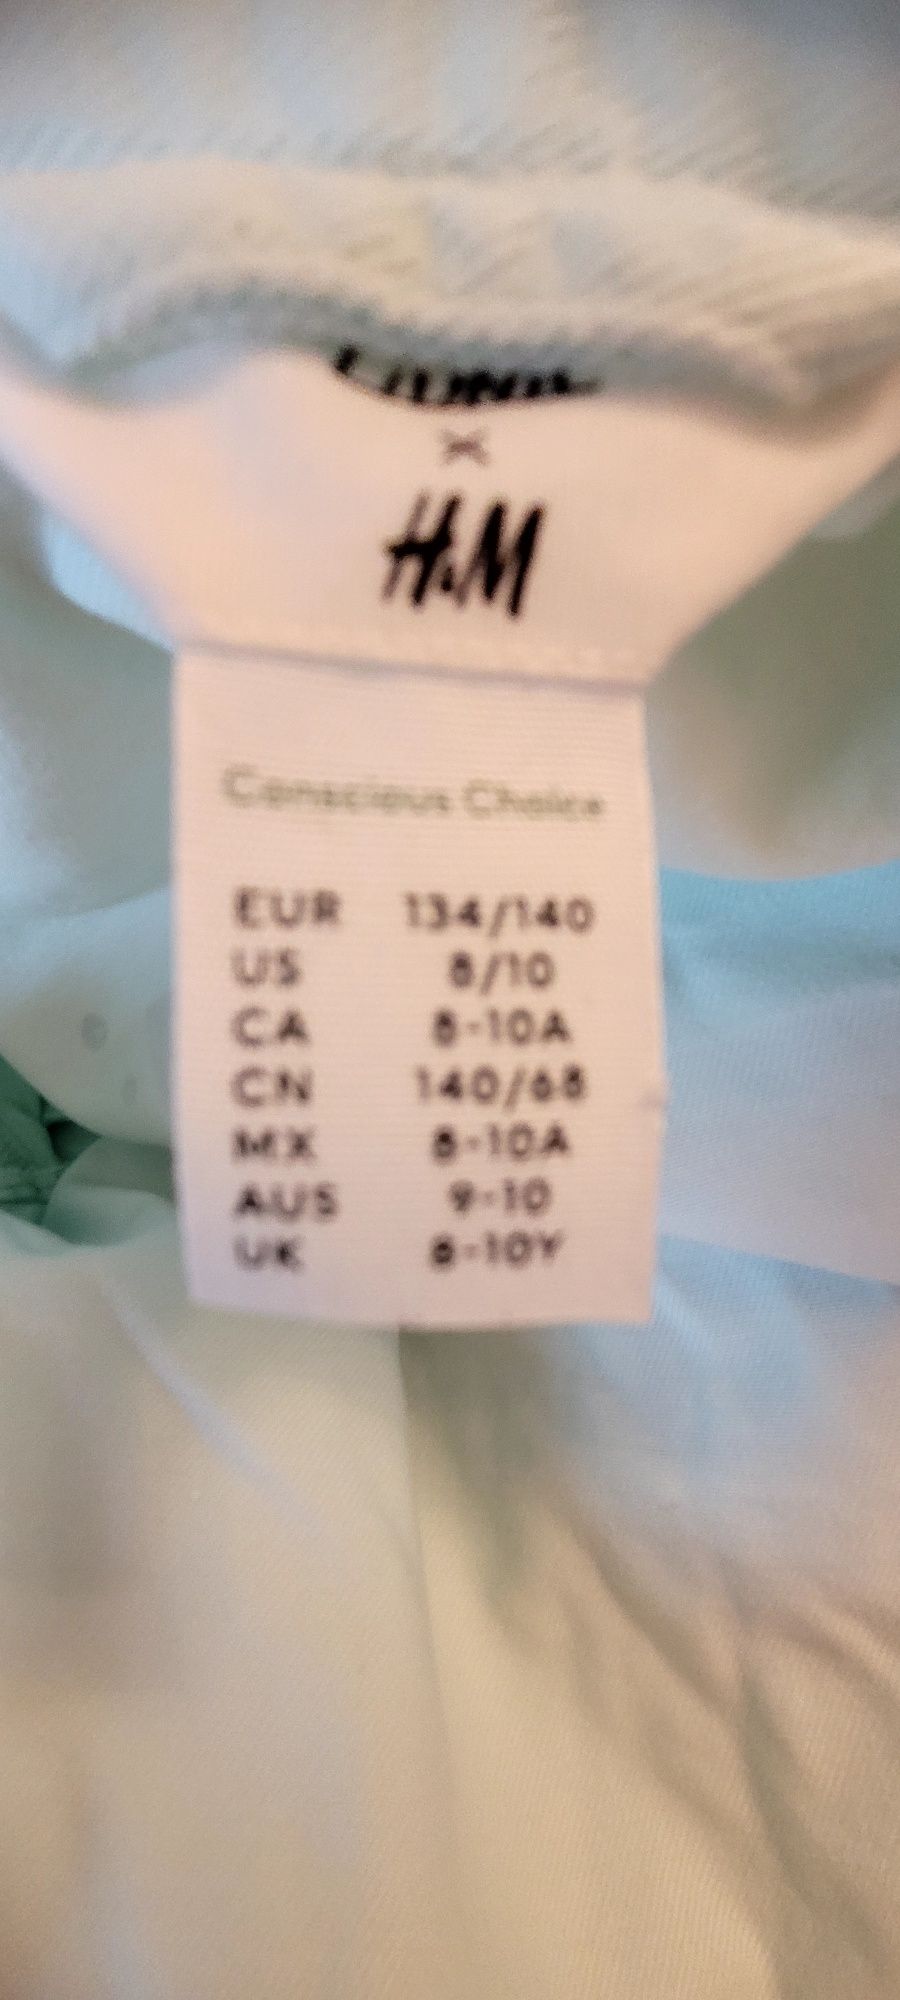 ×
H&M
Conscious Choice
EUR 134/140
US 8/10
CA 8-10A
CN 140/68
MX 8-10A
AUS 9-10
UK 8-10Y